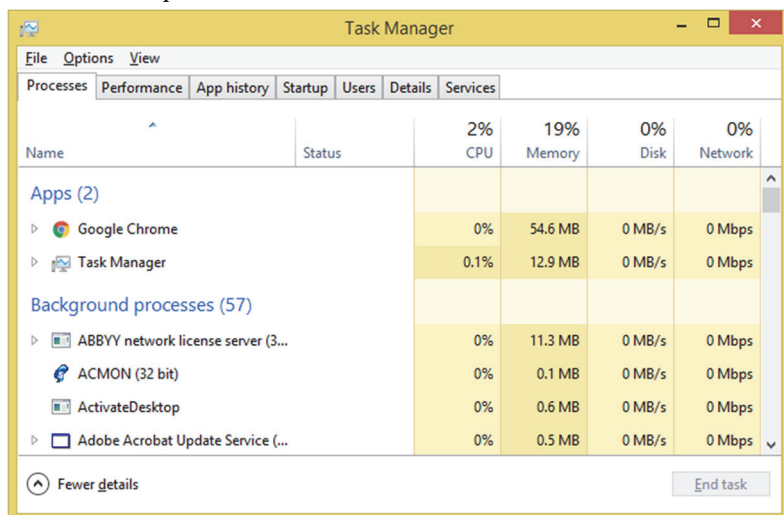 Task Manager
File Options View
Processes Performance App history Startup Users Details Services
2% 19% 0% 0%
Name Status CPU Memory Disk Network
Apps (2)
Google Chrome 0% 54.6 MB 0 MB/s 0 Mbps
Task Manager 0.1% 12.9 MB 0 MB/s 0 Mbps
Background processes (57)
ABBYY network license server (3... 0% 11.3 MB 0 MB/s 0 Mbps
ACMON (32 bit) 0% 0.1 MB 0 MB/s 0 Mbps
ActivateDesktop 0% 0.6 MB 0 MB/s 0 Mbps
Adobe Acrobat Update Service (... 0% 0.5 MB 0 MB/s 0 Mbps
Fewer details End task